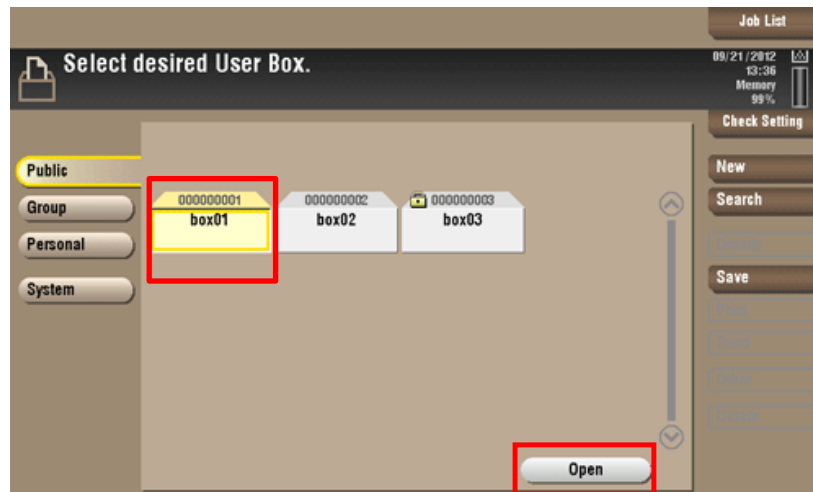 Job List
Select desired User Box.
09/21/2012
13:36
Memory
99%
Check Setting
Public
Group
Personal
System
000000001
box01
000000002
box02
000000003
box03
New
Search
Save
Open